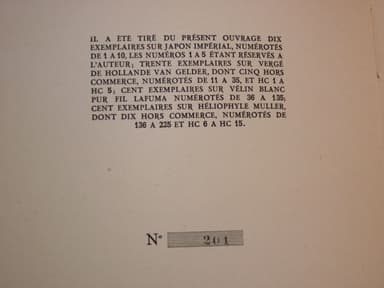 IL A ÉTÉ TIRÉ DU PRÉSENT OUVRAGE DIX
EXEMPLAIRES SUR JAPON IMPÉRIAL, NUMÉROTÉS
DE 1 A 10, LES NUMÉROS 1 A 5 ÉTANT RÉSERVÉS A
L'AUTEUR; TRENTE EXEMPLAIRES SUR VERGÉ
DE HOLLANDE VAN GELDER, DONT CINQ HORS
COMMERCE, NUMÉROTÉS DE 11 A 35, ET HC 1 A
HC 5; CENT EXEMPLAIRES SUR VÉLIN BLANC
PUR FIL LAFUMA NUMÉROTÉS DE 36 A 135;
CENT EXEMPLAIRES SUR HÉLIOPHYLE MULLER,
DONT DIX HORS COMMERCE, NUMÉROTÉS DE
136 A 225 ET HC 6 A HC 15.
N° 201